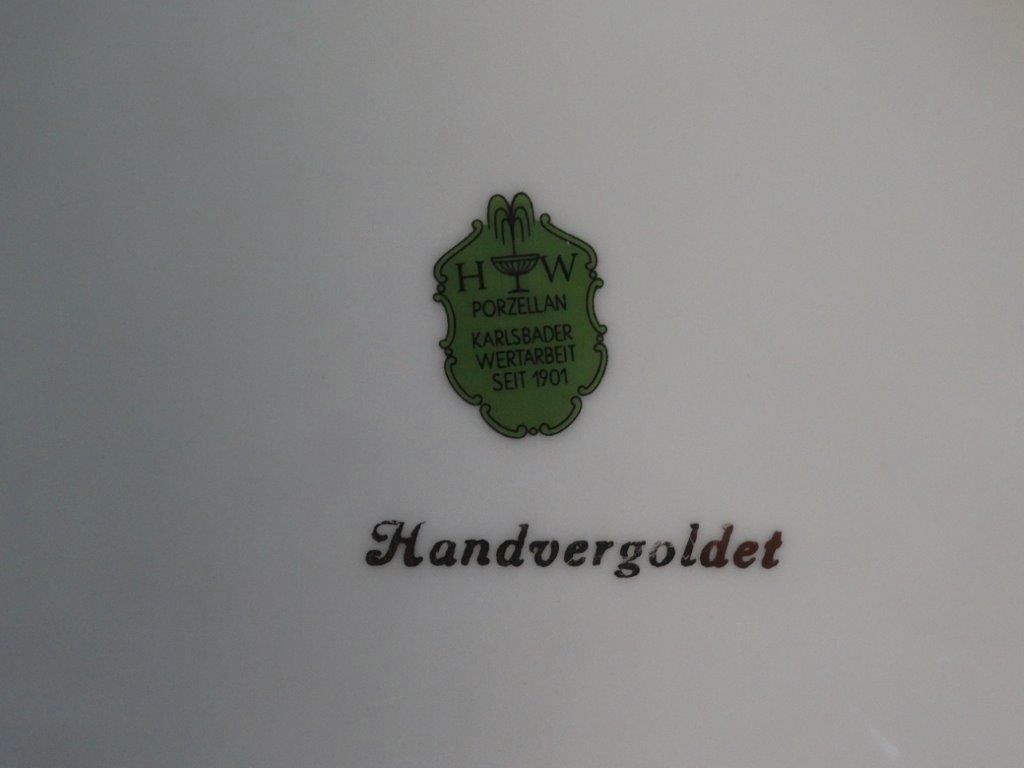 H W
PORZELLAN
KARLSBADER
WERTARBEIT
SEIT 1901
Handvergoldet